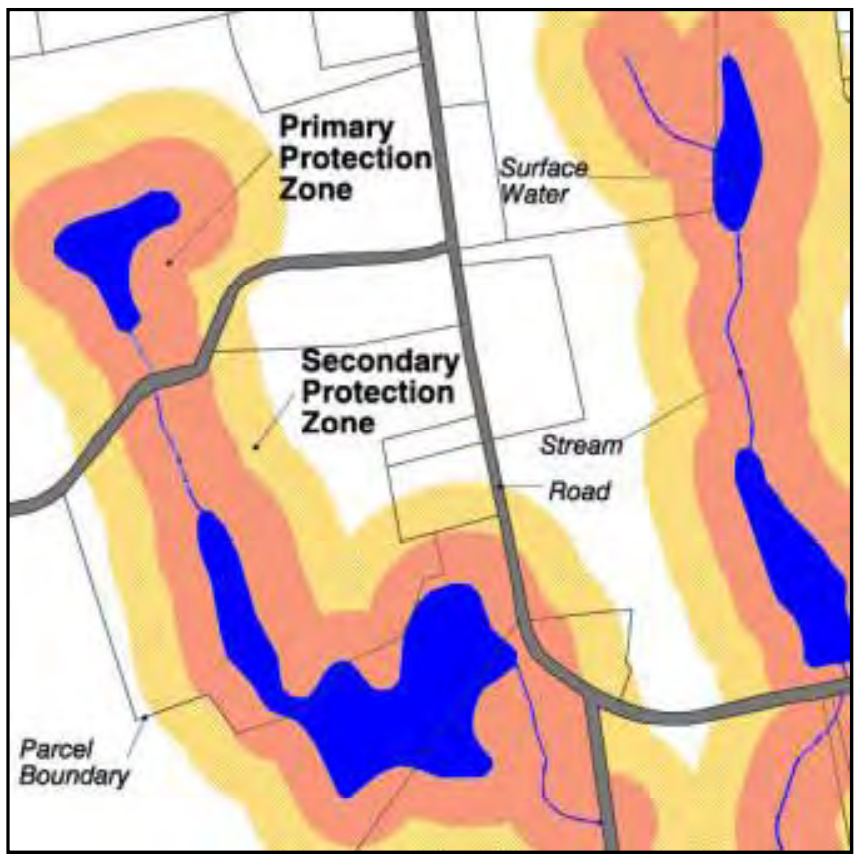 Primary
Protection
Zone
Surface
Water
Secondary
Protection
Zone
Stream
Road
Parcel
Boundary